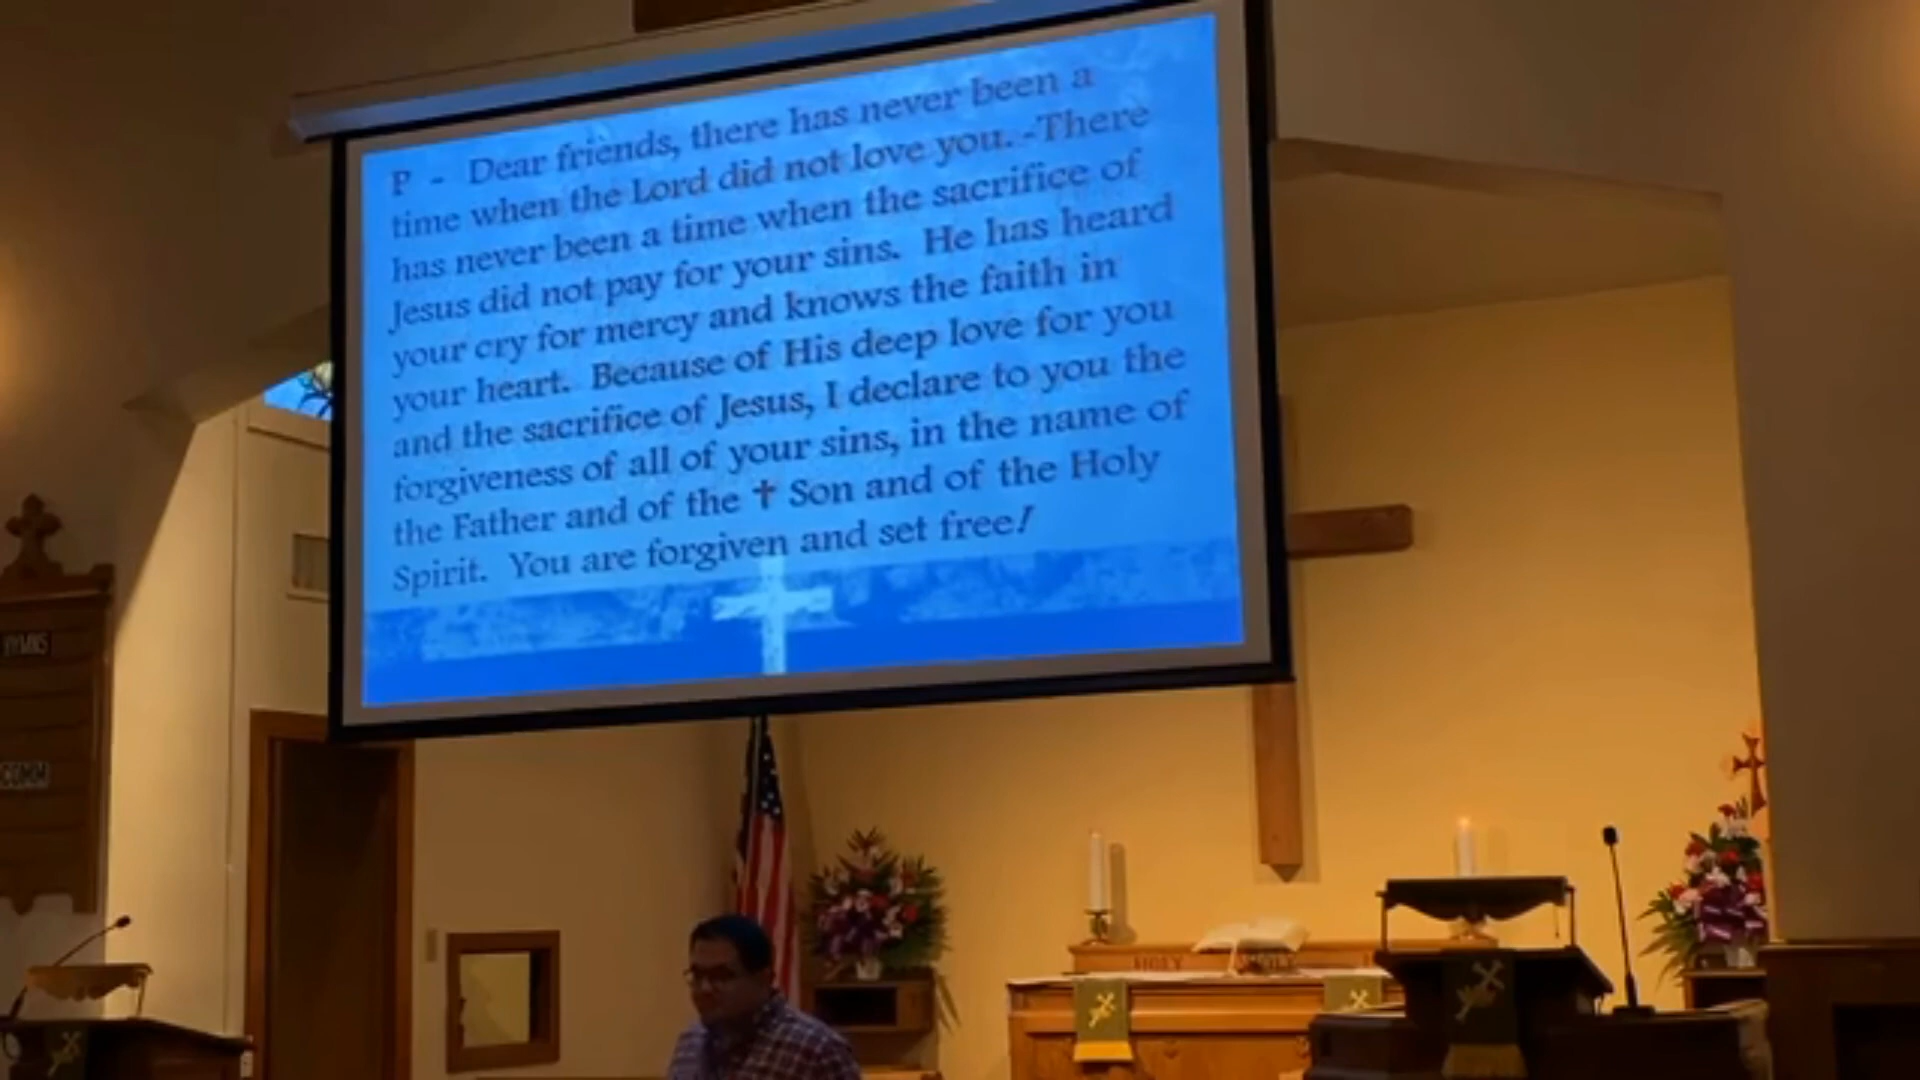 P - Dear friends, there has never been a
time when the Lord did not love you. -There
has never been a time when the sacrifice of
Jesus did not pay for your sins. He has heard
your cry for mercy and knows the faith in
your heart. Because of His deep love for you
and the sacrifice of Jesus, I declare to you the
forgiveness of all of your sins, in the name of
the Father and of the ✝ Son and of the Holy
Spirit. You are forgiven and set free!
HYMNS
COMM
HOLY HOLY